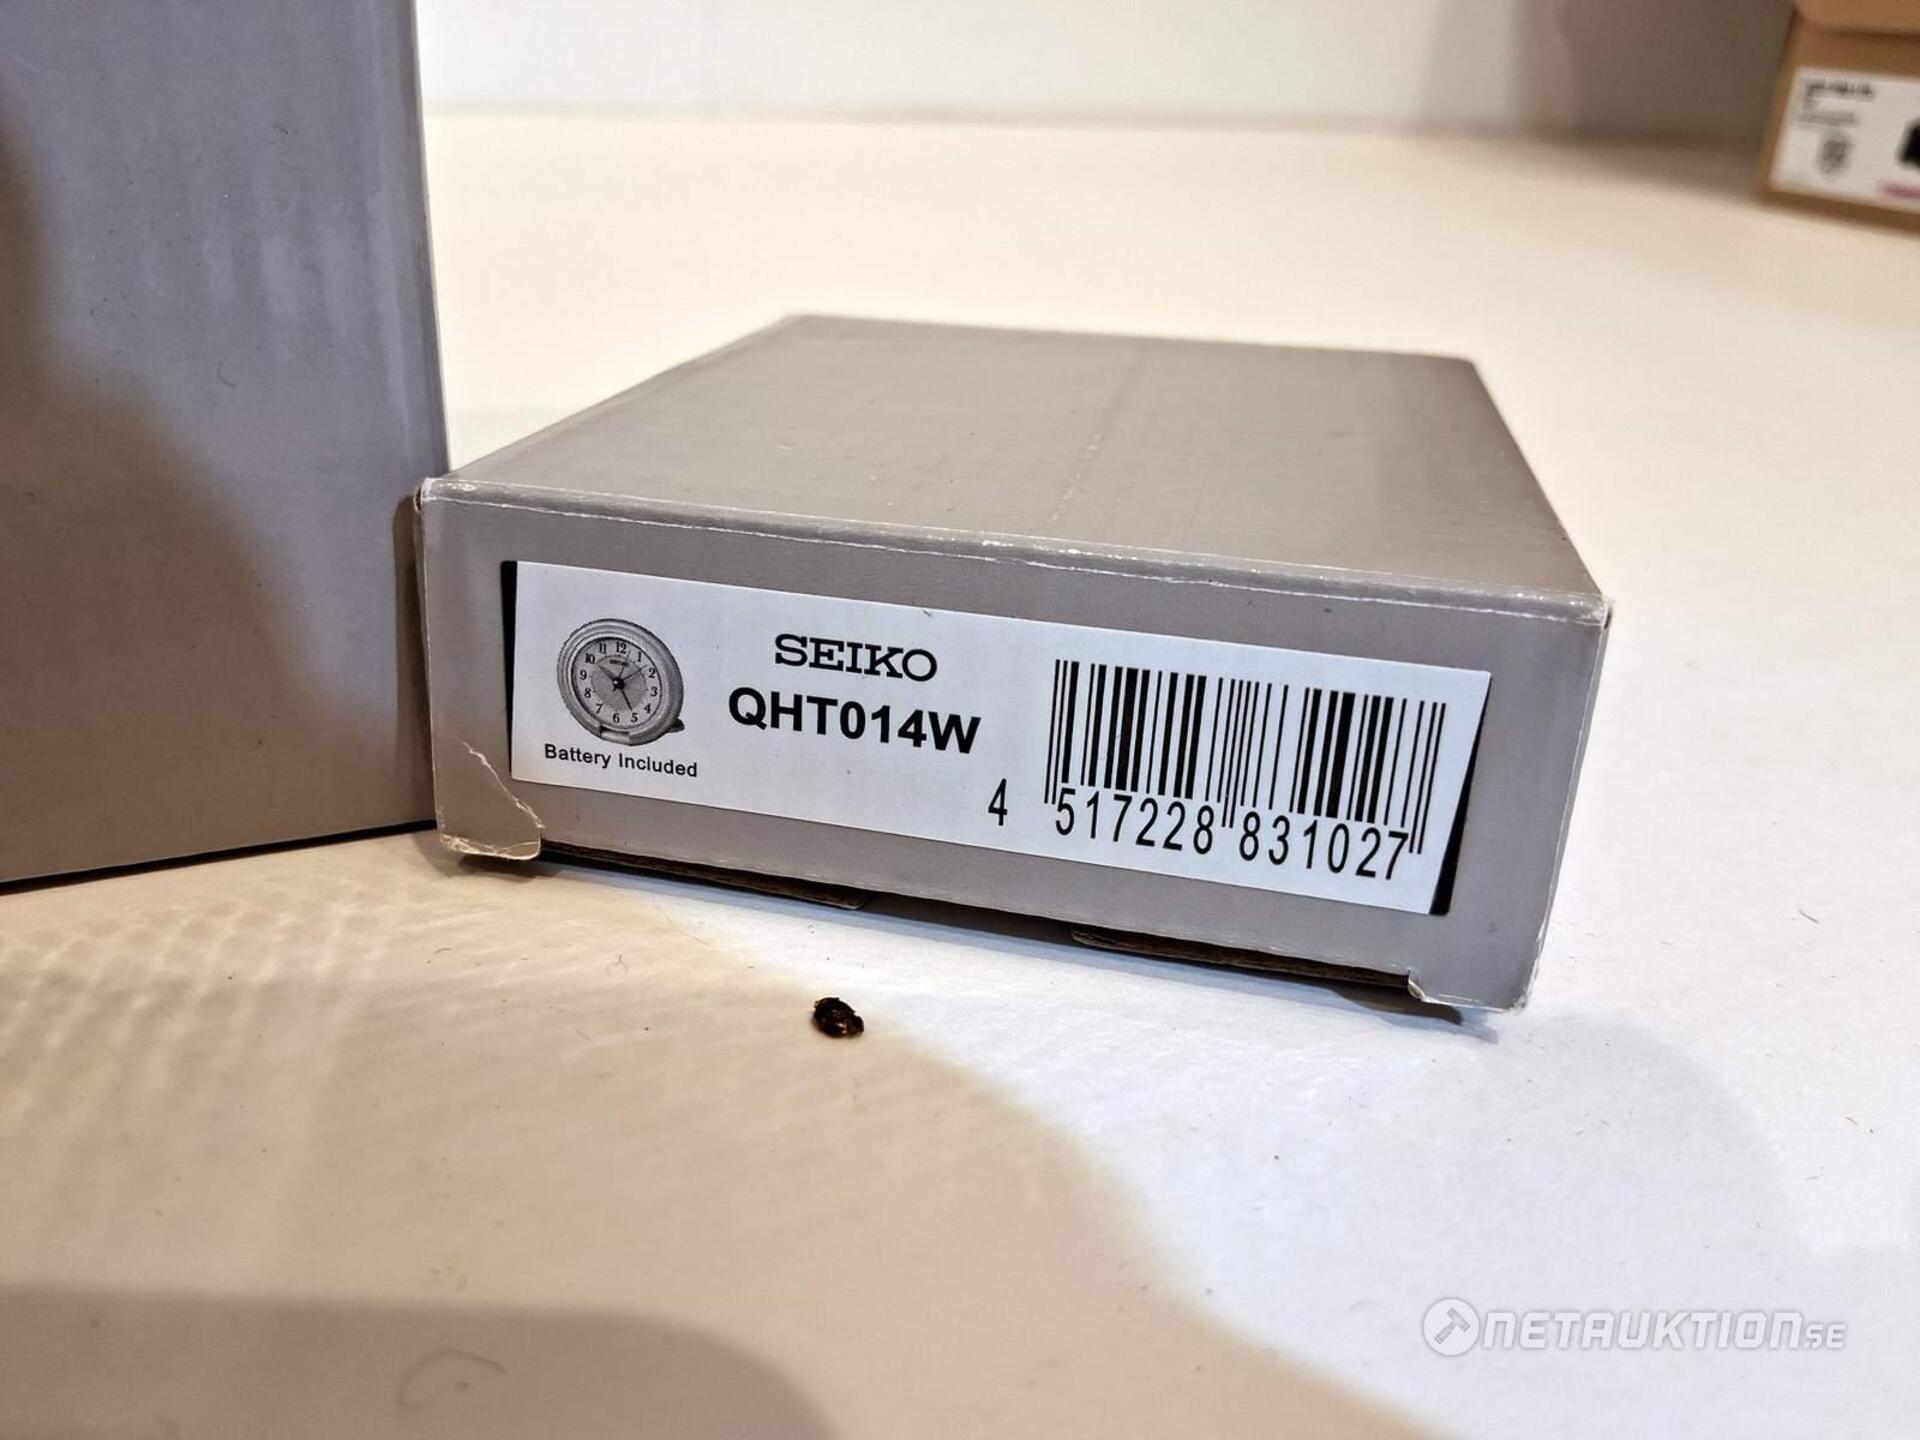 SEIKO
QHT014W
Battery Included
4 517228 831027
NETAUKTION.SE